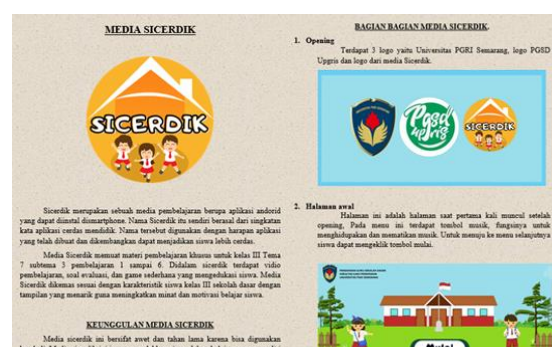 MEDIA SICERDIK
SICERDIK
Sicerdik merupakan sebuah media pembelajaran berupa aplikasi andorid
yang dapat diinstal dismartphone. Nama Sicerdik itu sendiri berasal dari singkatan
kata aplikasi cerdas mendidik. Nama tersebut digunakan dengan harapan aplikasi
yang telah dibuat dan dikembangkan dapat menjadikan siswa lebih cerdas.
Media Sicerdik memuat materi pembelajaran khusus untuk kelas III Tema
7 subtema 3 pembelajaran 1 sampai 6. Didalam sicerdik terdapat vidio
pembelajaran, soal evaluasi, dan game sederhana yang mengedukasi siswa. Media
Sicerdik dikemas sesuai dengan karakteristik siswa kelas III sekolah dasar dengan
tampilan yang menarik guna meningkatkan minat dan motivasi belajar siswa.
KEUNGGULAN MEDIA SICERDIK
Media sicerdik ini bersifat awet dan tahan lama karena bisa digunakan
BAGIAN BAGIAN MEDIA SICERDIK.
1. Opening
Terdapat 3 logo yaitu Universitas PGRI Semarang, logo PGSD
Upgris dan logo dari media Sicerdik.
Pgsd
upgris
SICERDIK
2. Halaman awal
Halaman ini adalah halaman saat pertama kali muncul setelah
opening, Pada menu ini terdapat tombol musik, fungsinya untuk
menghidupakan dan mematikan musik. Untuk menuju ke menu selanjutnya
siswa dapat mengeklik tombol mulai.
Mulai